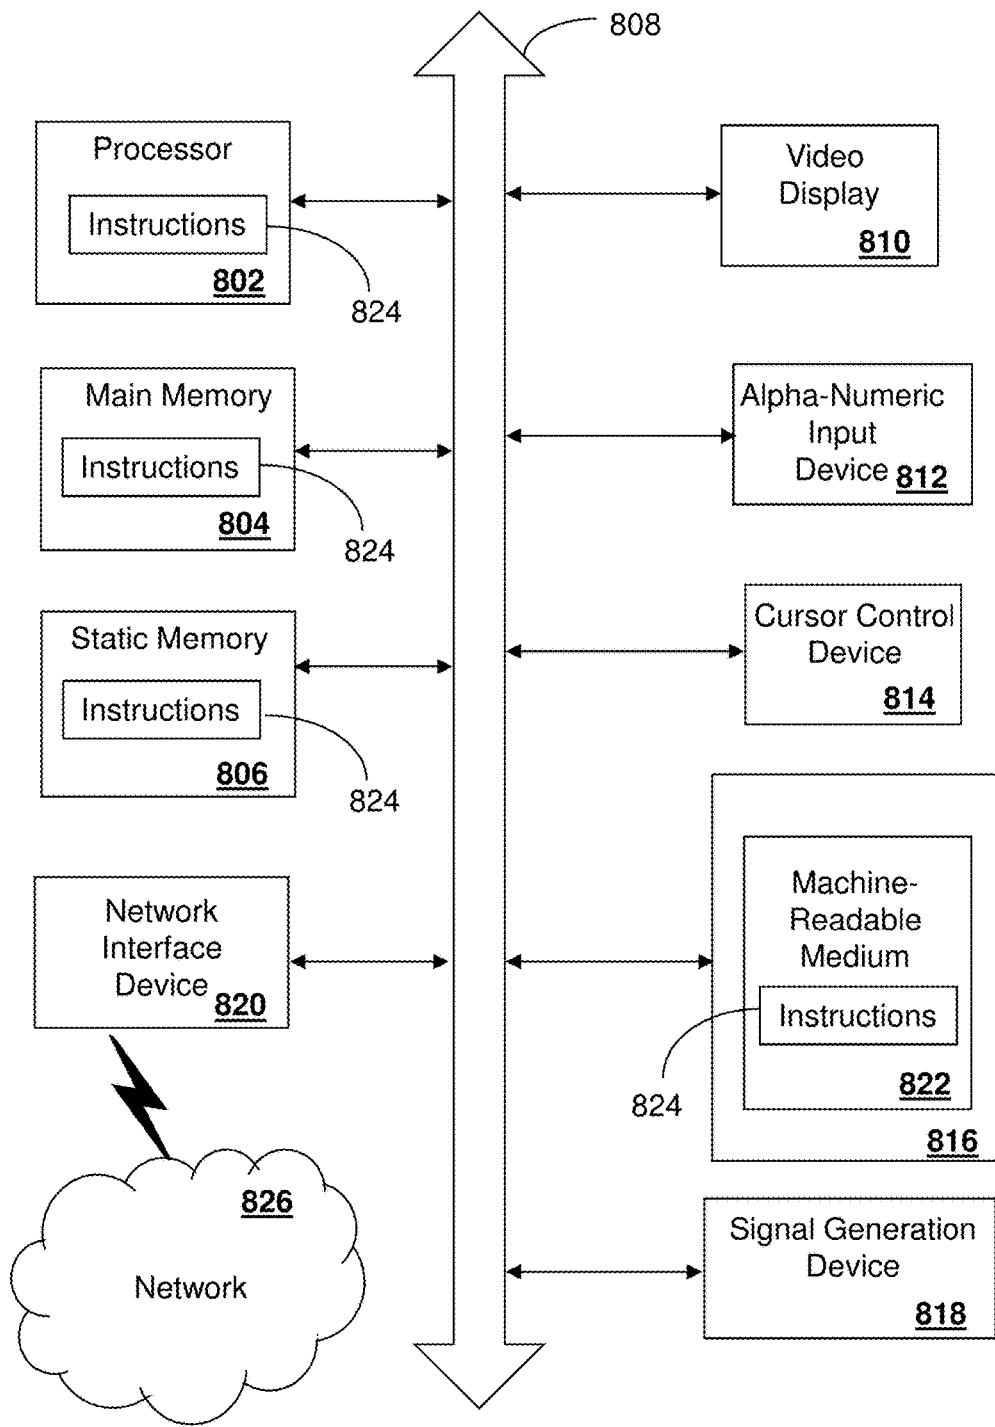 808
Processor
Instructions
802
824
Main Memory
Instructions
804
824
Static Memory
Instructions
806
824
Network
Interface
Device
820
826
Network
Video
Display
810
Alpha-Numeric
Input
Device
812
Cursor Control
Device
814
Machine-
Readable
Medium
Instructions
822
824
816
Signal Generation
Device
818